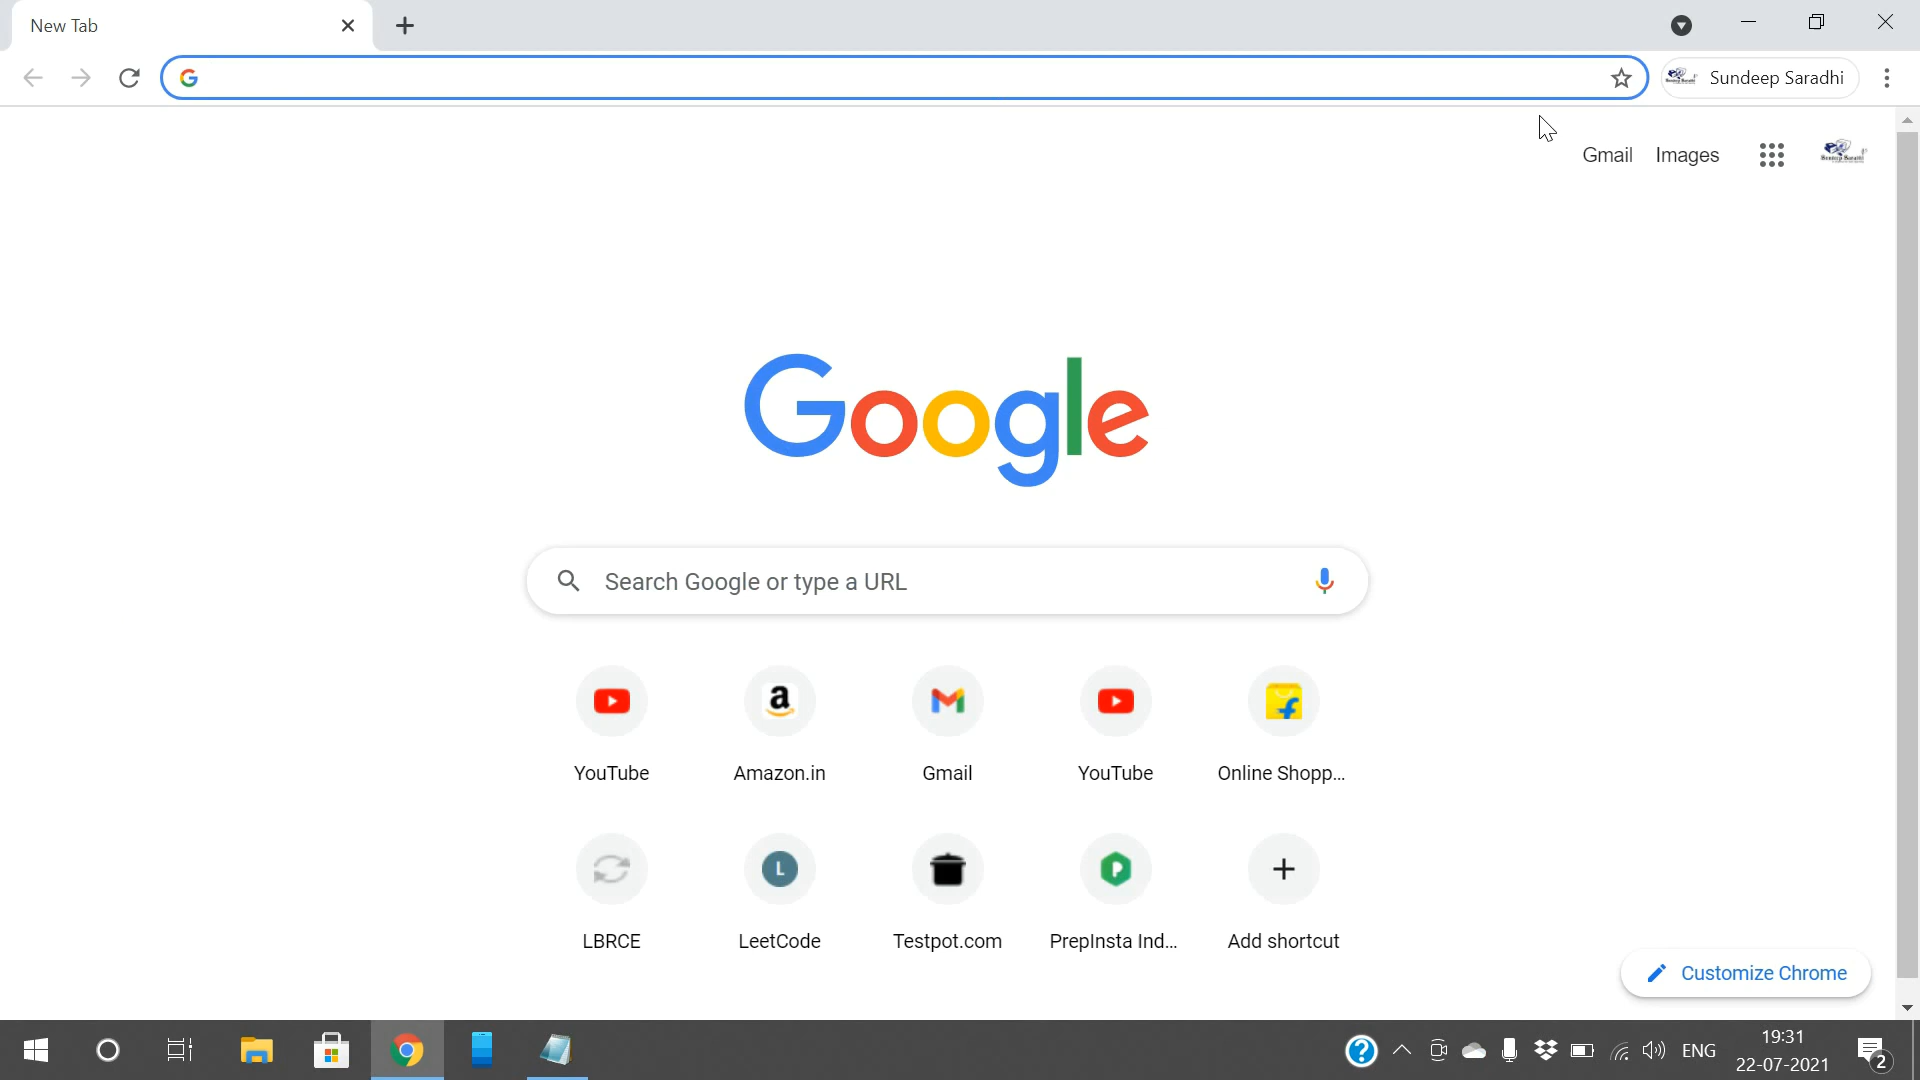 New Tab
Sundeep Saradhi
Gmail Images
Google
Search Google or type a URL
YouTube Amazon.in Gmail YouTube Online Shopp...
LBRCE LeetCode Testpot.com PrepInsta Ind... Add shortcut
Customize Chrome
ENG 19:31
22-07-2021
2